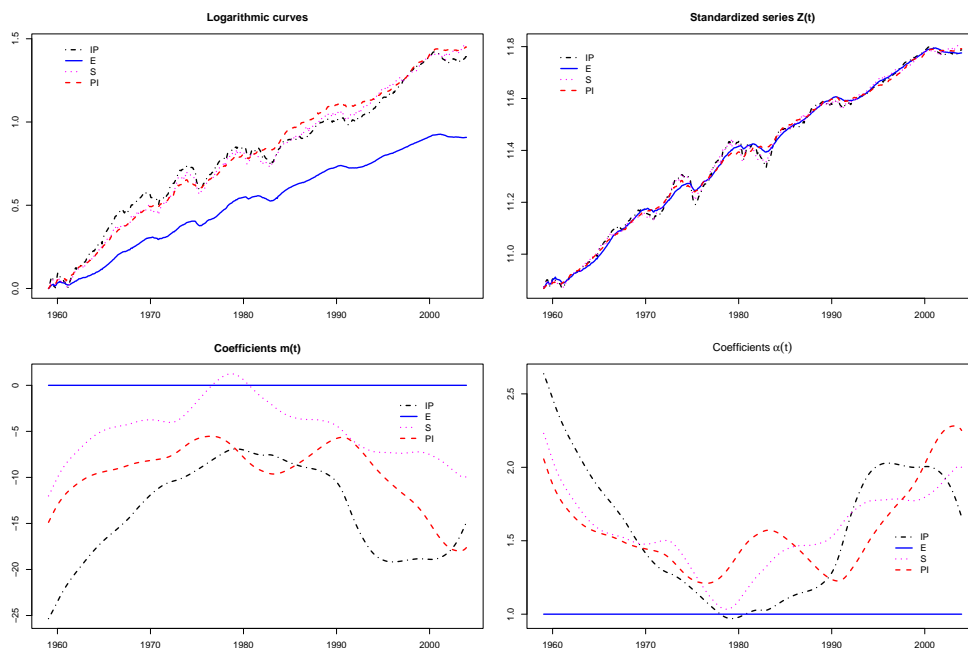 Logarithmic curves
1.5
1.0
0.5
0.0
IP
E
S
PI
1960 1970 1980 1990 2000
Standardized series Z(t)
11.8
11.6
11.4
11.2
11.0
IP
E
S
PI
1960 1970 1980 1990 2000
Coefficients m(t)
0
−5
−10
−15
−20
−25
IP
E
S
PI
1960 1970 1980 1990 2000
Coefficients α(t)
2.5
2.0
1.5
1.0
IP
E
S
PI
1960 1970 1980 1990 2000